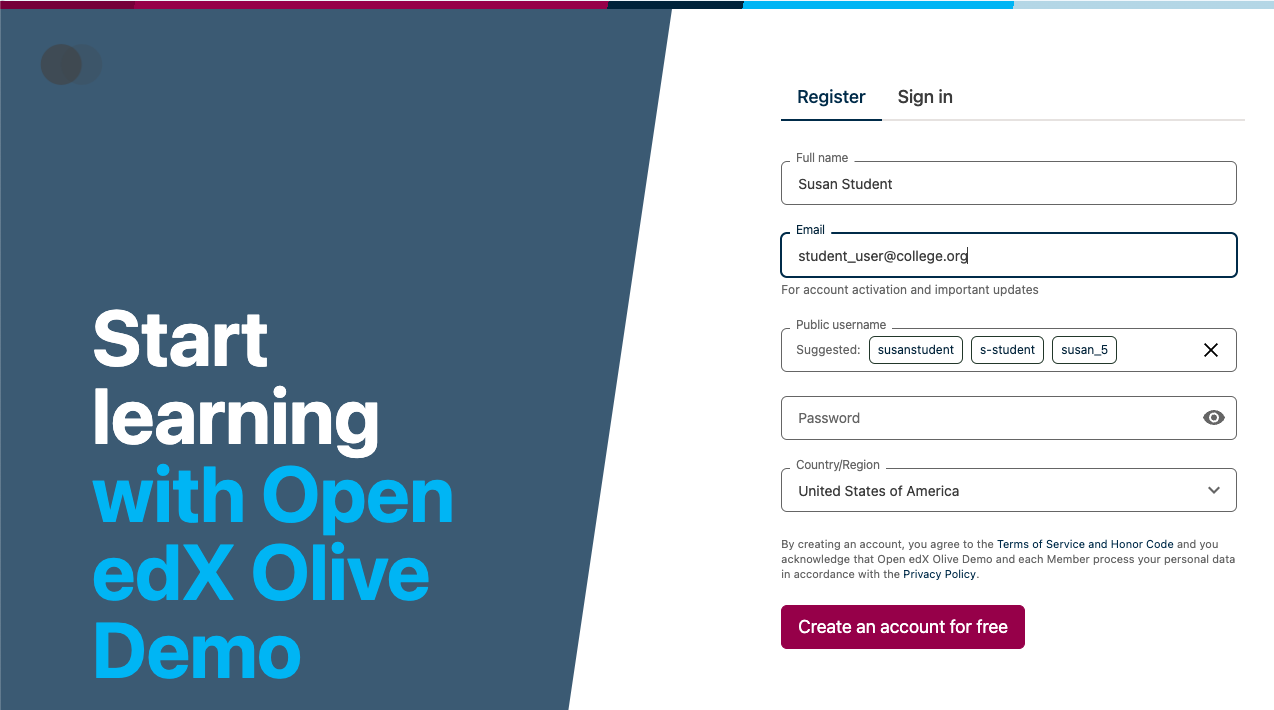 Register Sign in
Full name
Susan Student
Email
student_user@college.org
For account activation and important updates
Public username
Suggested: susanstudent s-student susan_5
Password
Country/Region
United States of America
By creating an account, you agree to the Terms of Service and Honor Code and you
acknowledge that Open edX Olive Demo and each Member process your personal data
in accordance with the Privacy Policy.
Create an account for free
Start
learning
with Open
edX Olive
Demo